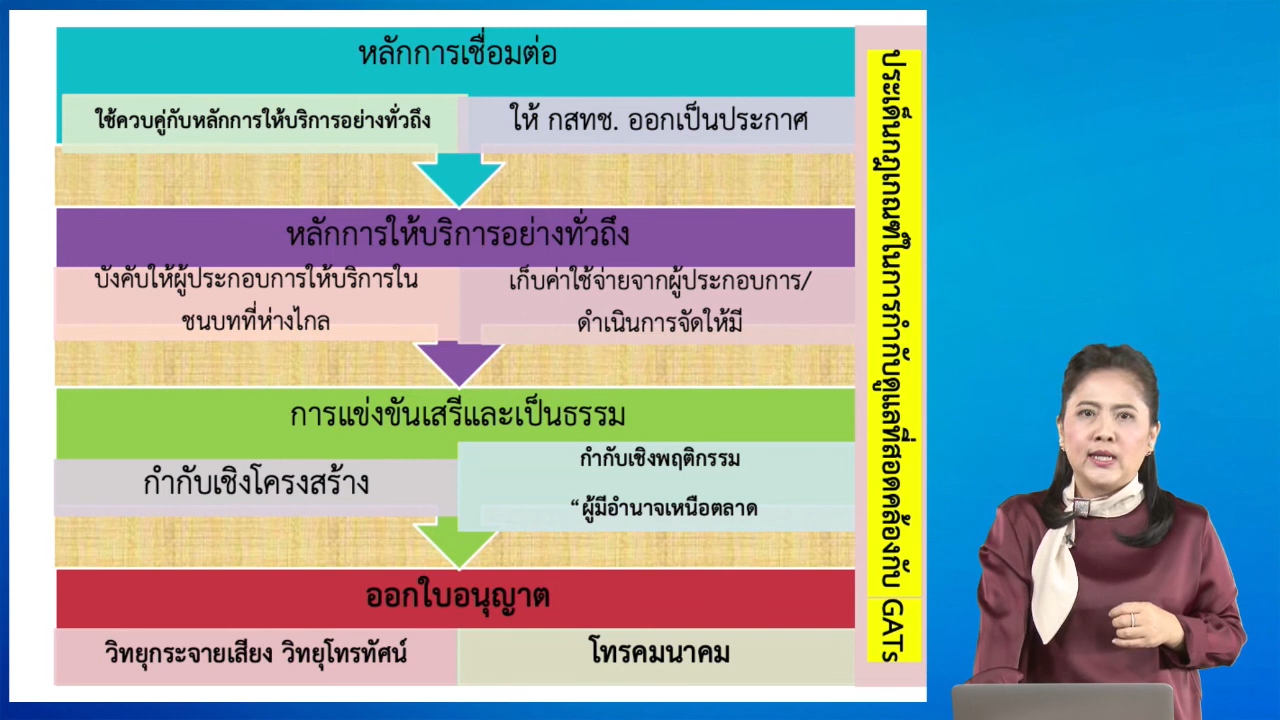 หลักการเชื่อมต่อ
ใช้ควบคู่กับหลักการให้บริการอย่างทั่วถึง
ให้ กสทช. ออกเป็นประกาศ
หลักการให้บริการอย่างทั่วถึง
บังคับให้ผู้ประกอบการให้บริการใน
ชนบทที่ห่างไกล
เก็บค่าใช้จ่ายจากผู้ประกอบการ/
ดำเนินการจัดให้มี
การแข่งขันเสรีและเป็นธรรม
กำกับเชิงโครงสร้าง
กำกับเชิงพฤติกรรม
“ผู้มีอำนาจเหนือตลาด
ออกใบอนุญาต
วิทยุกระจายเสียง วิทยุโทรทัศน์
โทรคมนาคม
ประเด็นกฎเกณฑ์ในการกำกับดูแลที่สอดคล้องกับ GATs